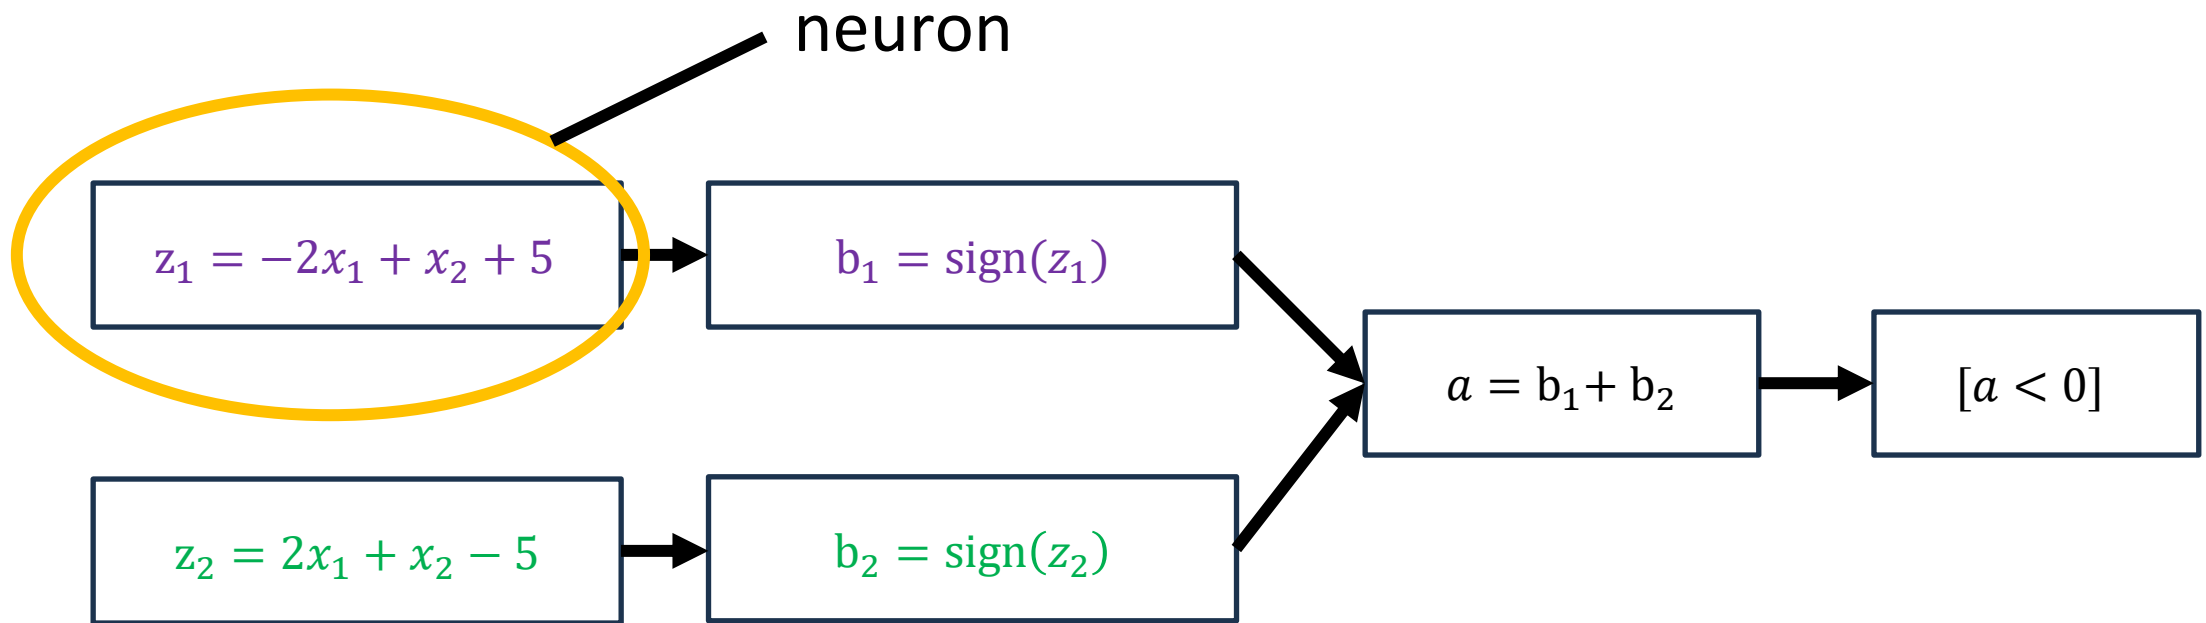 neuron
z₁ = −2x₁ + x₂ + 5
b₁ = sign(z₁)
a = b₁+ b₂
[a < 0]
z₂ = 2x₁ + x₂ − 5
b₂ = sign(z₂)